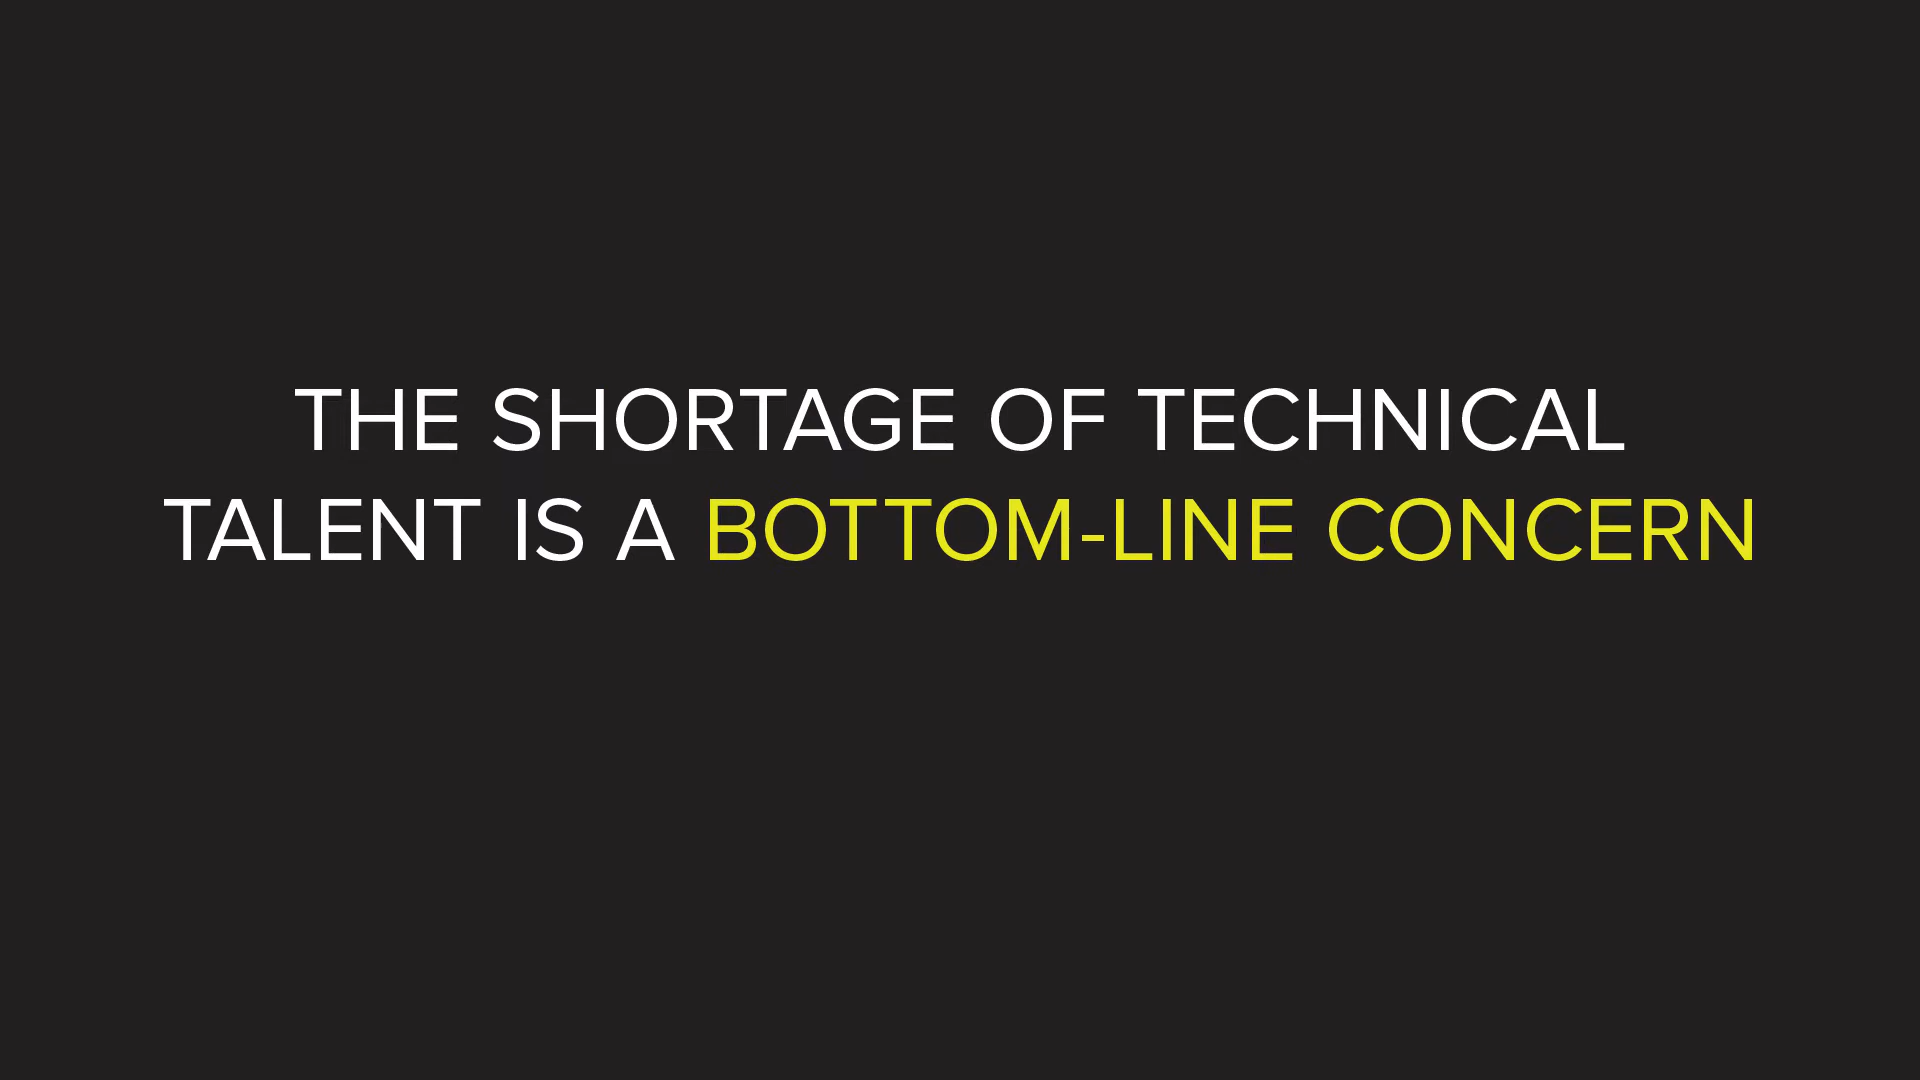 THE SHORTAGE OF TECHNICAL
TALENT IS A BOTTOM-LINE CONCERN